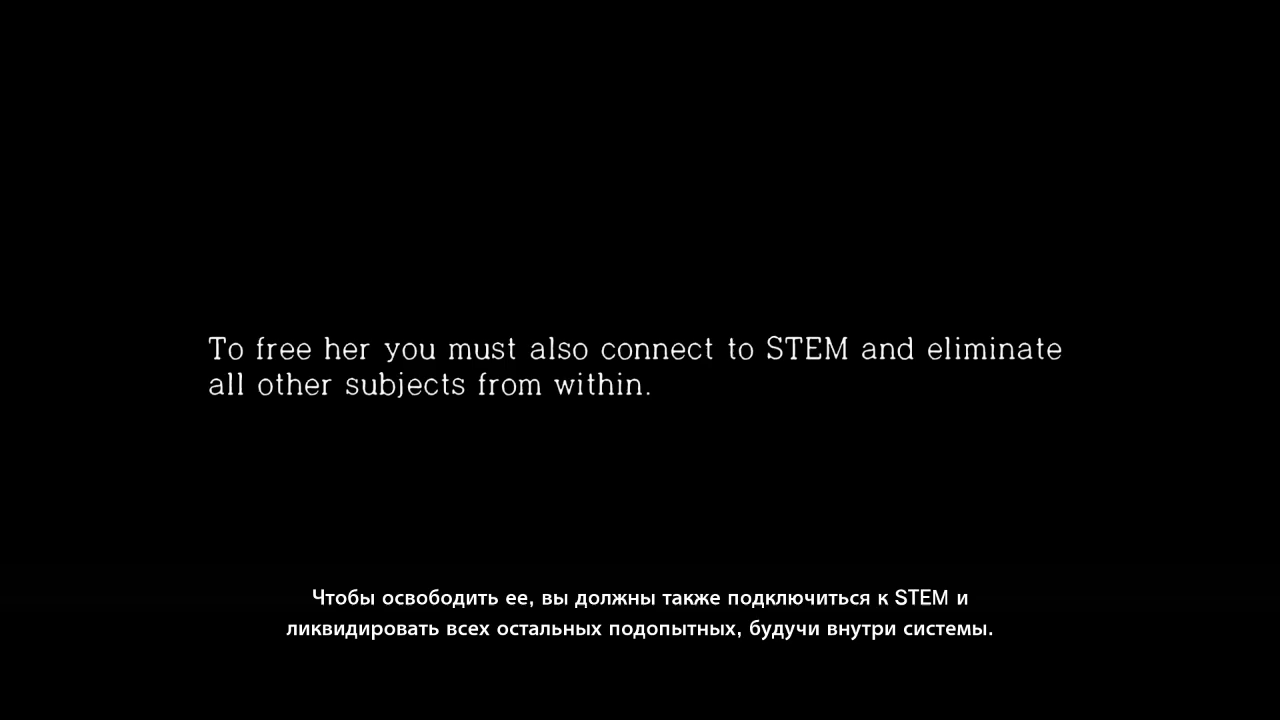 To free her you must also connect to STEM and eliminate
all other subjects from within.
Чтобы освободить ее, вы должны также подключиться к STEM и
ликвидировать всех остальных подопытных, будучи внутри системы.